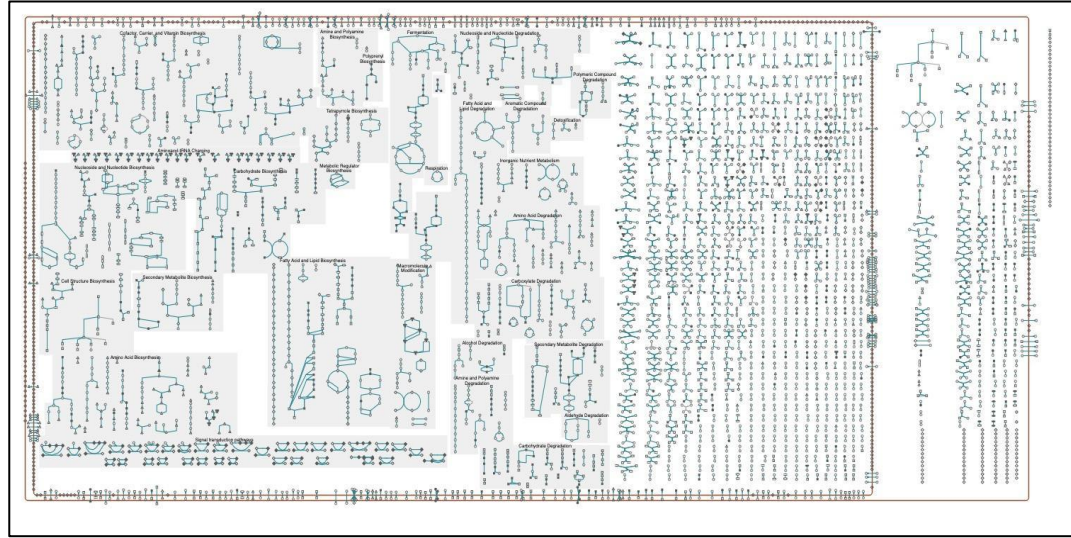 Cofactor, Carrier, and Vitamin Biosynthesis
Amine and Polyamine
Biosynthesis
Polyprenyl
Biosynthesis
Fermentation
Nucleoside and Nucleotide Degradation
Polymeric Compound
Degradation
Fatty Acid and
Lipid Degradation
Aromatic Compound
Degradation
Detoxification
Tetrapyrrole Biosynthesis
Aminoacyl-tRNA Charging
Nucleoside and Nucleotide Biosynthesis
Carbohydrate Biosynthesis
Metabolic Regulator
Biosynthesis
Respiration
Inorganic Nutrient Metabolism
Amino Acid Degradation
Cell Structure Biosynthesis
Secondary Metabolite Biosynthesis
Fatty Acid and Lipid Biosynthesis
Macromolecule
Modification
Carboxylate Degradation
Alcohol Degradation
Secondary Metabolite Degradation
Amino Acid Biosynthesis
Amine and Polyamine
Degradation
Aldehyde Degradation
Signal transduction pathways
Carbohydrate Degradation